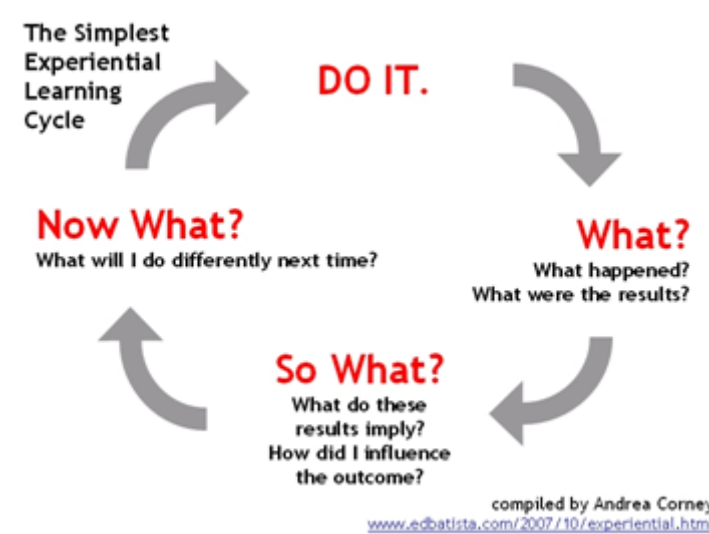 The Simplest
Experiential
Learning
Cycle
DO IT.
What?
What happened?
What were the results?
So What?
What do these
results imply?
How did I influence
the outcome?
Now What?
What will I do differently next time?
compiled by Andrea Corney
www.edbatista.com/2007/10/experiential.htm